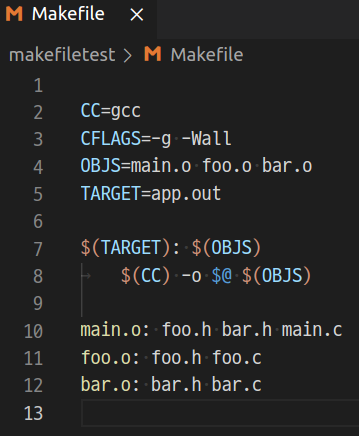 Makefile ×
makefiletest > Makefile
1
2 CC=gcc
3 CFLAGS=-g -Wall
4 OBJS=main.o foo.o bar.o
5 TARGET=app.out
6
7 $(TARGET): $(OBJS)
8 $(CC) -o $@ $(OBJS)
9
10 main.o: foo.h bar.h main.c
11 foo.o: foo.h foo.c
12 bar.o: bar.h bar.c
13